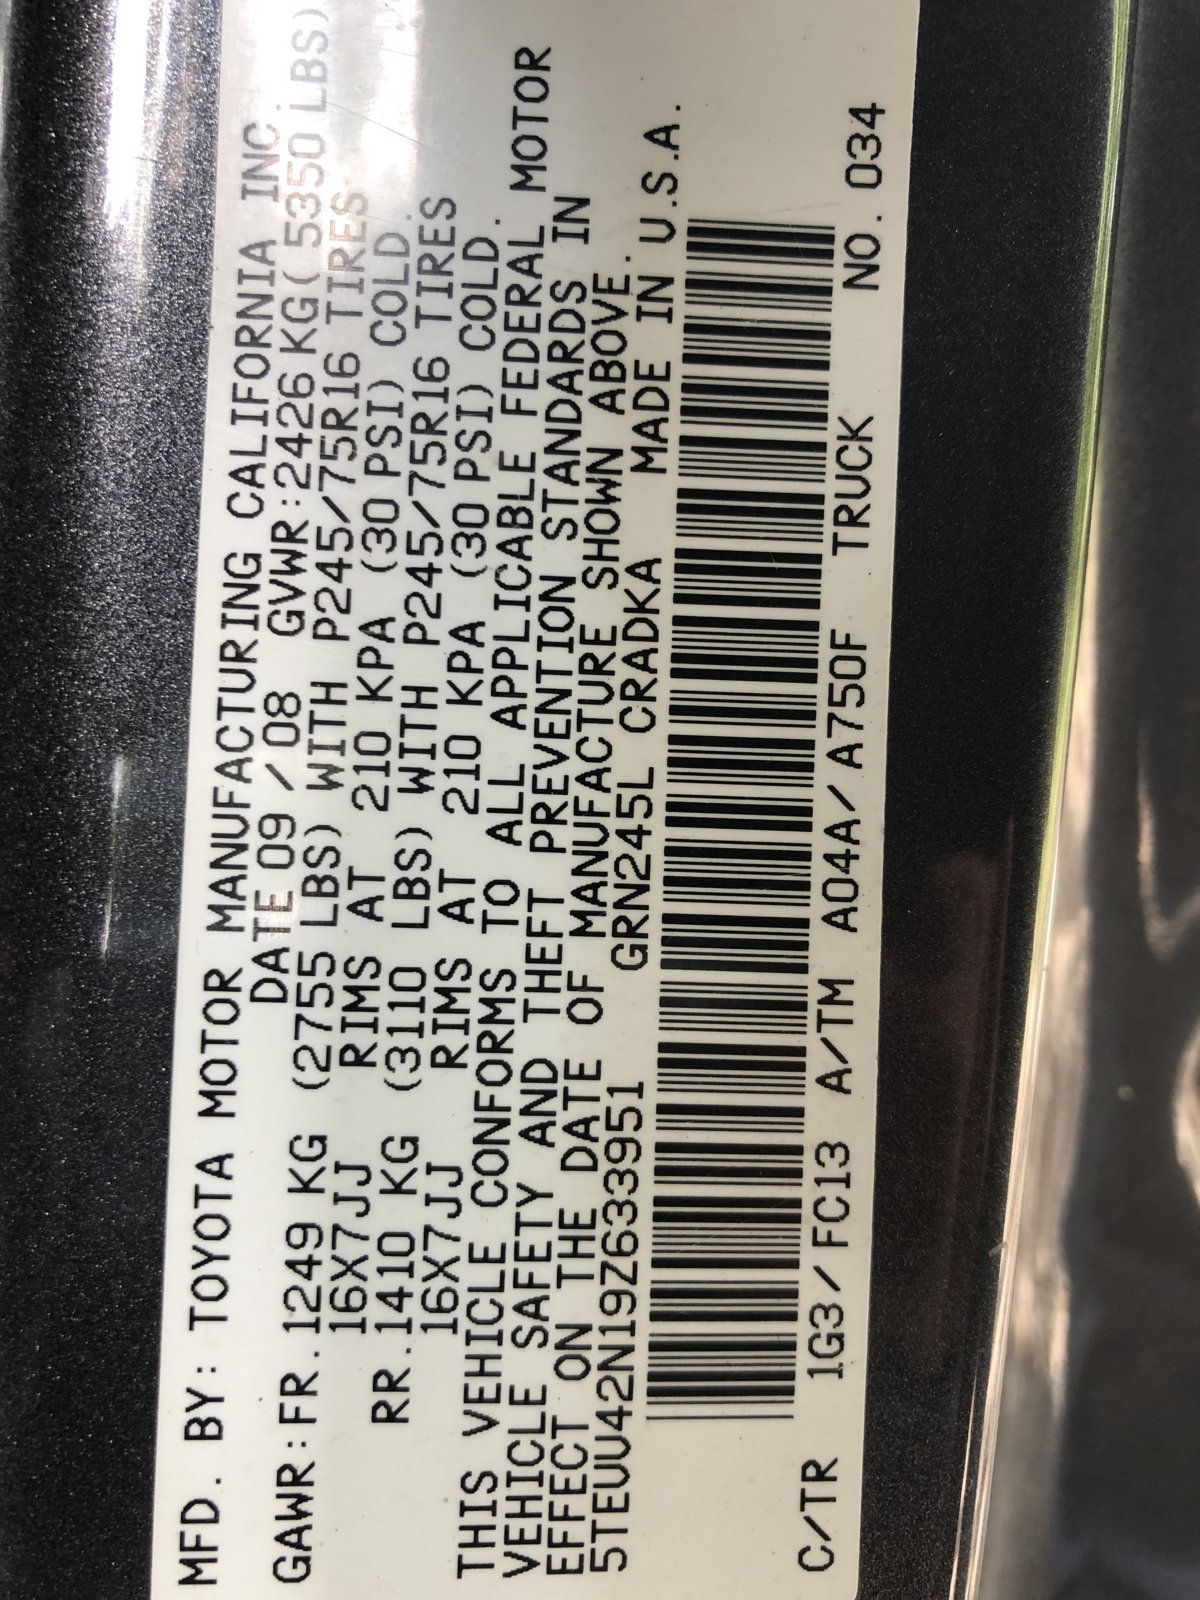 MFD. BY: TOYOTA MOTOR MANUFACTURING CALIFORNIA INC.
DATE 09 / 08 GVWR:2426 KG( 5350 LBS)
GAWR:FR.1249 KG (2755 LBS) WITH P245/75R16 TIRES
16X7JJ RIMS AT 210 KPA (30 PSI) COLD.
RR.1410 KG (3110 LBS) WITH P245/75R16 TIRES
16X7JJ RIMS AT 210 KPA (30 PSI) COLD.
THIS VEHICLE CONFORMS TO ALL APPLICABLE FEDERAL MOTOR
VEHICLE SAFETY AND THEFT PREVENTION STANDARDS IN
EFFECT ON THE DATE OF MANUFACTURE SHOWN ABOVE.
5TEUU42N19Z633951 GRN245L CRADKA MADE IN U.S.A.
C/TR 1G3/FC13 A/TM A04A/A750F TRUCK NO. 034